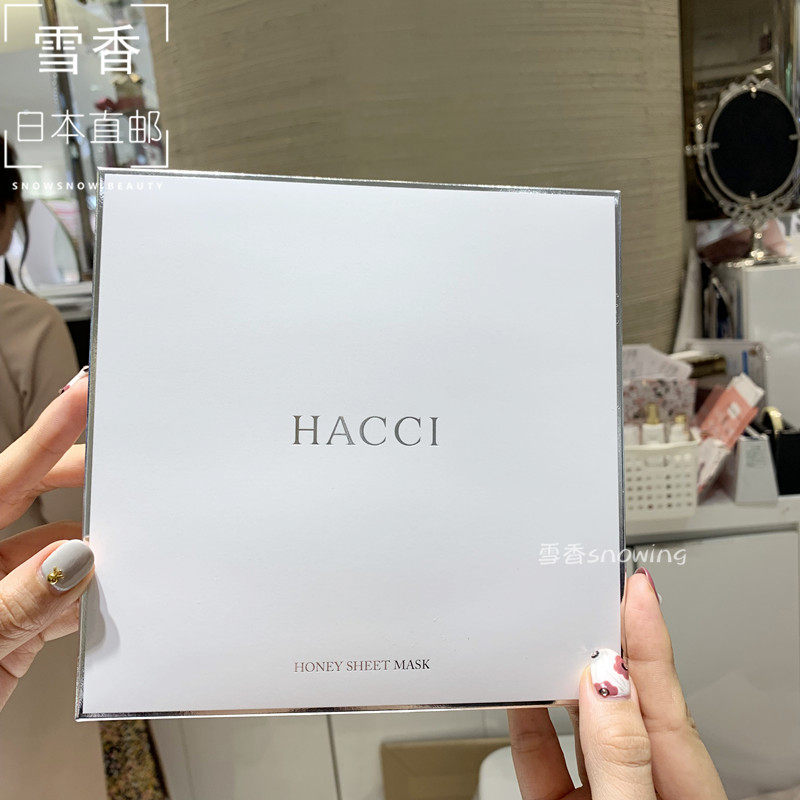 雪香
日本直邮
SNOWSNOW.BEAUTY
HACCI
雪香snowing
HONEY SHEET MASK